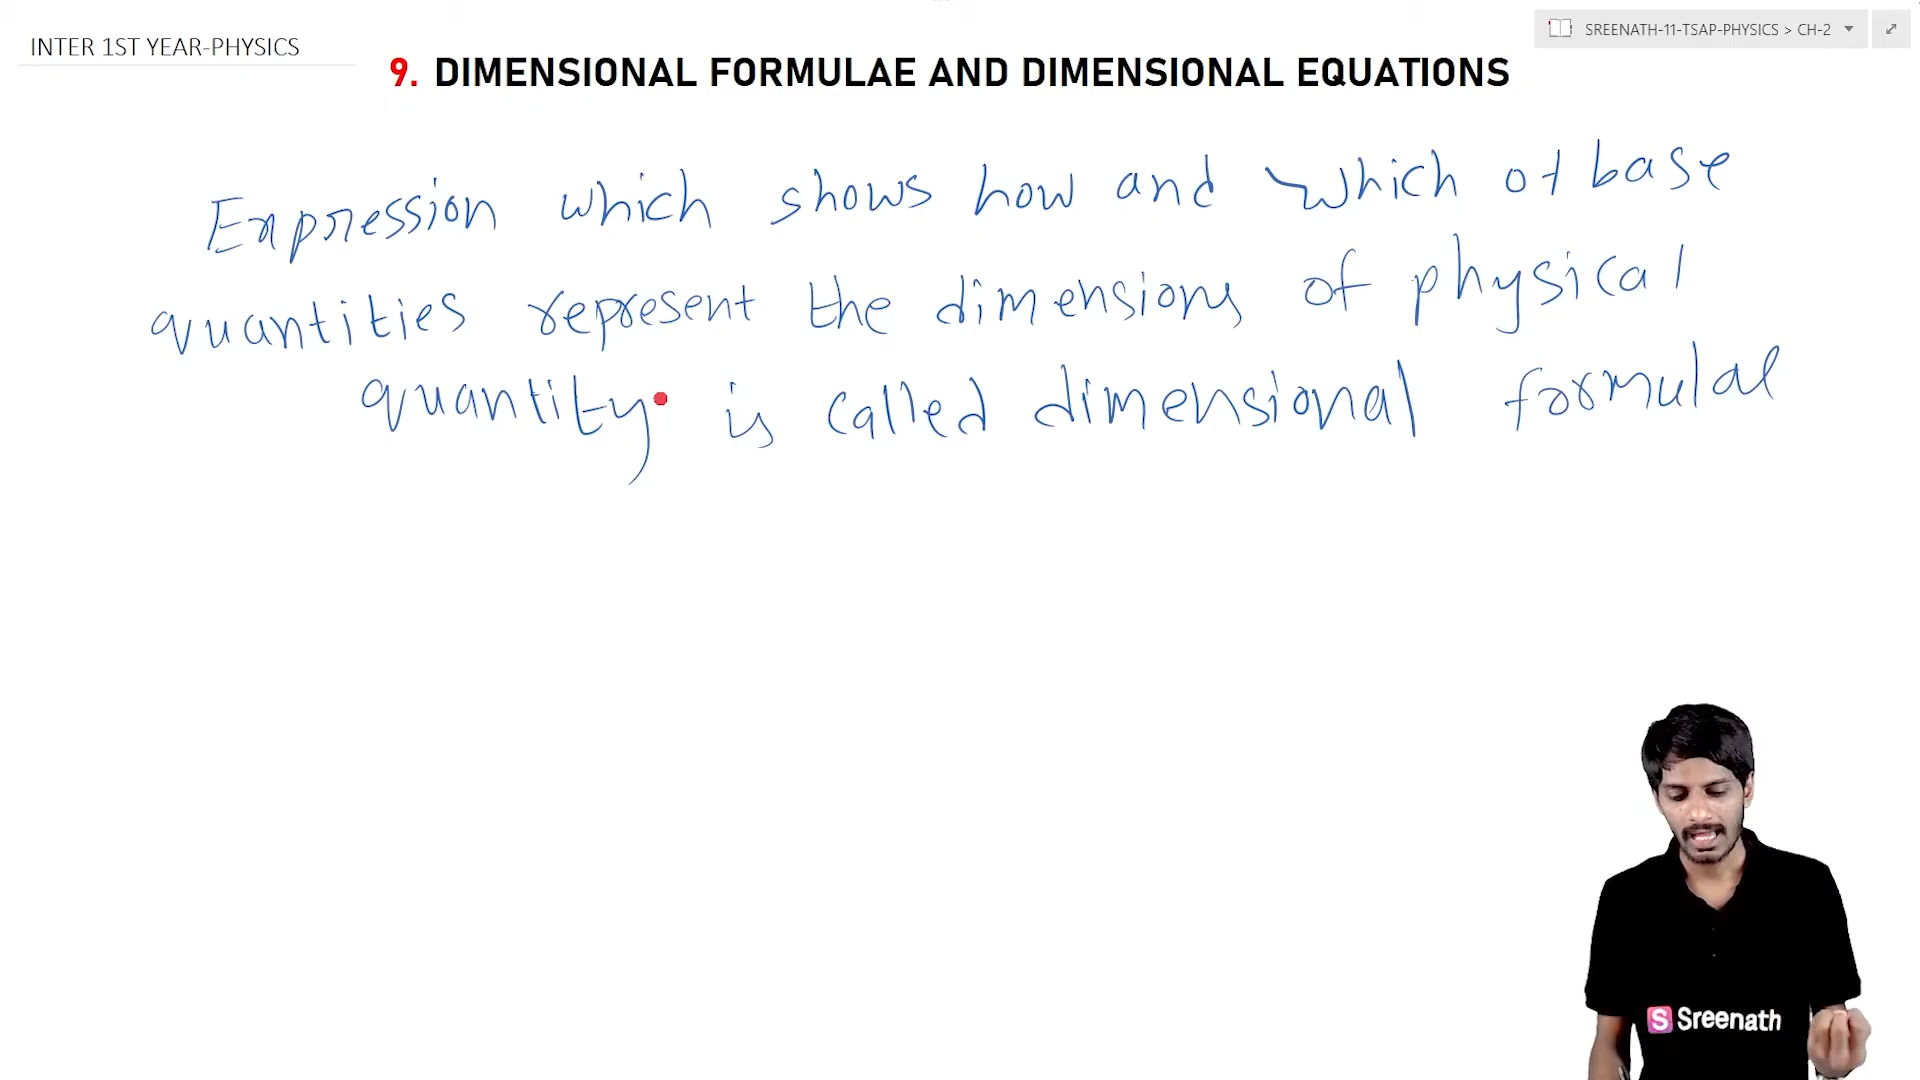 INTER 1ST YEAR-PHYSICS
SREENATH-11-TSAP-PHYSICS > CH-2
9. DIMENSIONAL FORMULAE AND DIMENSIONAL EQUATIONS
Expression which shows how and which of base
quantities represent the dimensions of physical
quantity is called dimensional formulae
S Sreenath